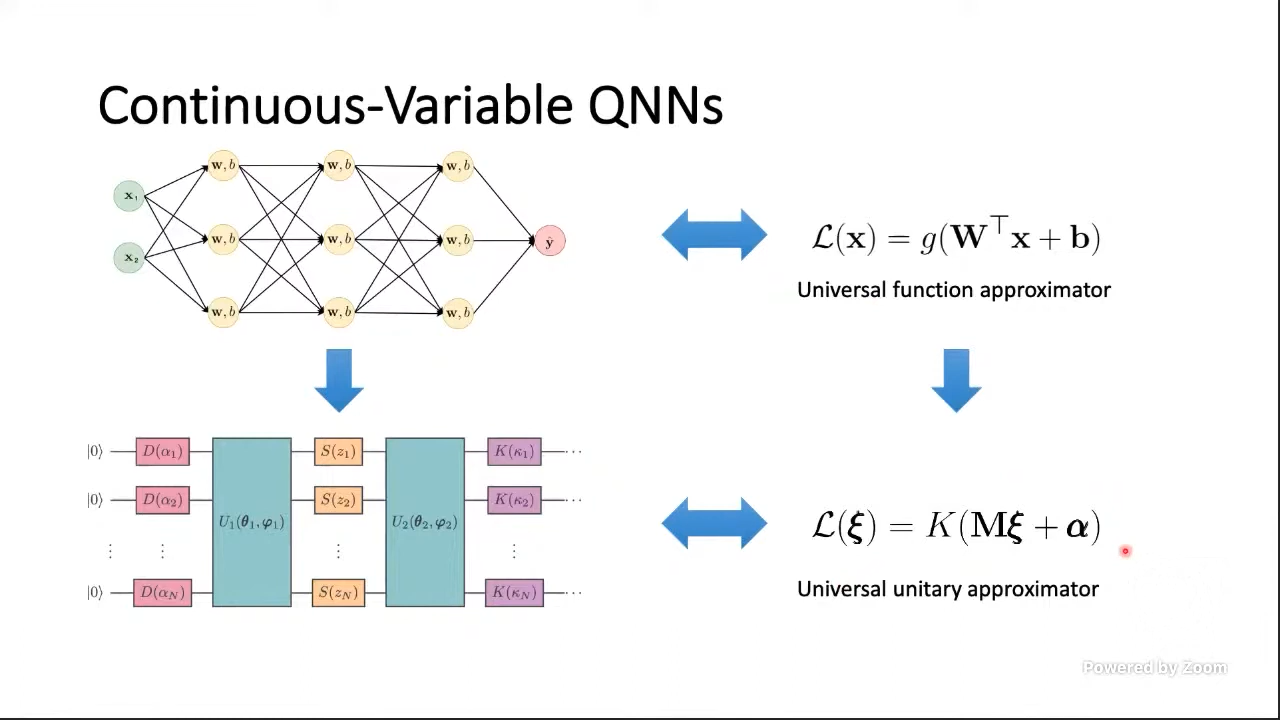 Continuous-Variable QNNs
w, b w, b w, b
x₁
w, b w, b w, b ŷ
x₂
w, b w, b w, b
ℒ(x) = g(W⊤x + b)
Universal function approximator
|0⟩ D(α₁) S(z₁) K(κ₁) ···
|0⟩ D(α₂) S(z₂) K(κ₂) ···
U₁(θ₁, φ₁) U₂(θ₂, φ₂)
⋮ ⋮ ⋮ ⋮
|0⟩ D(α_N) S(z_N) K(κ_N) ···
ℒ(ξ) = K(Mξ + α)
Universal unitary approximator
Powered by Zoom